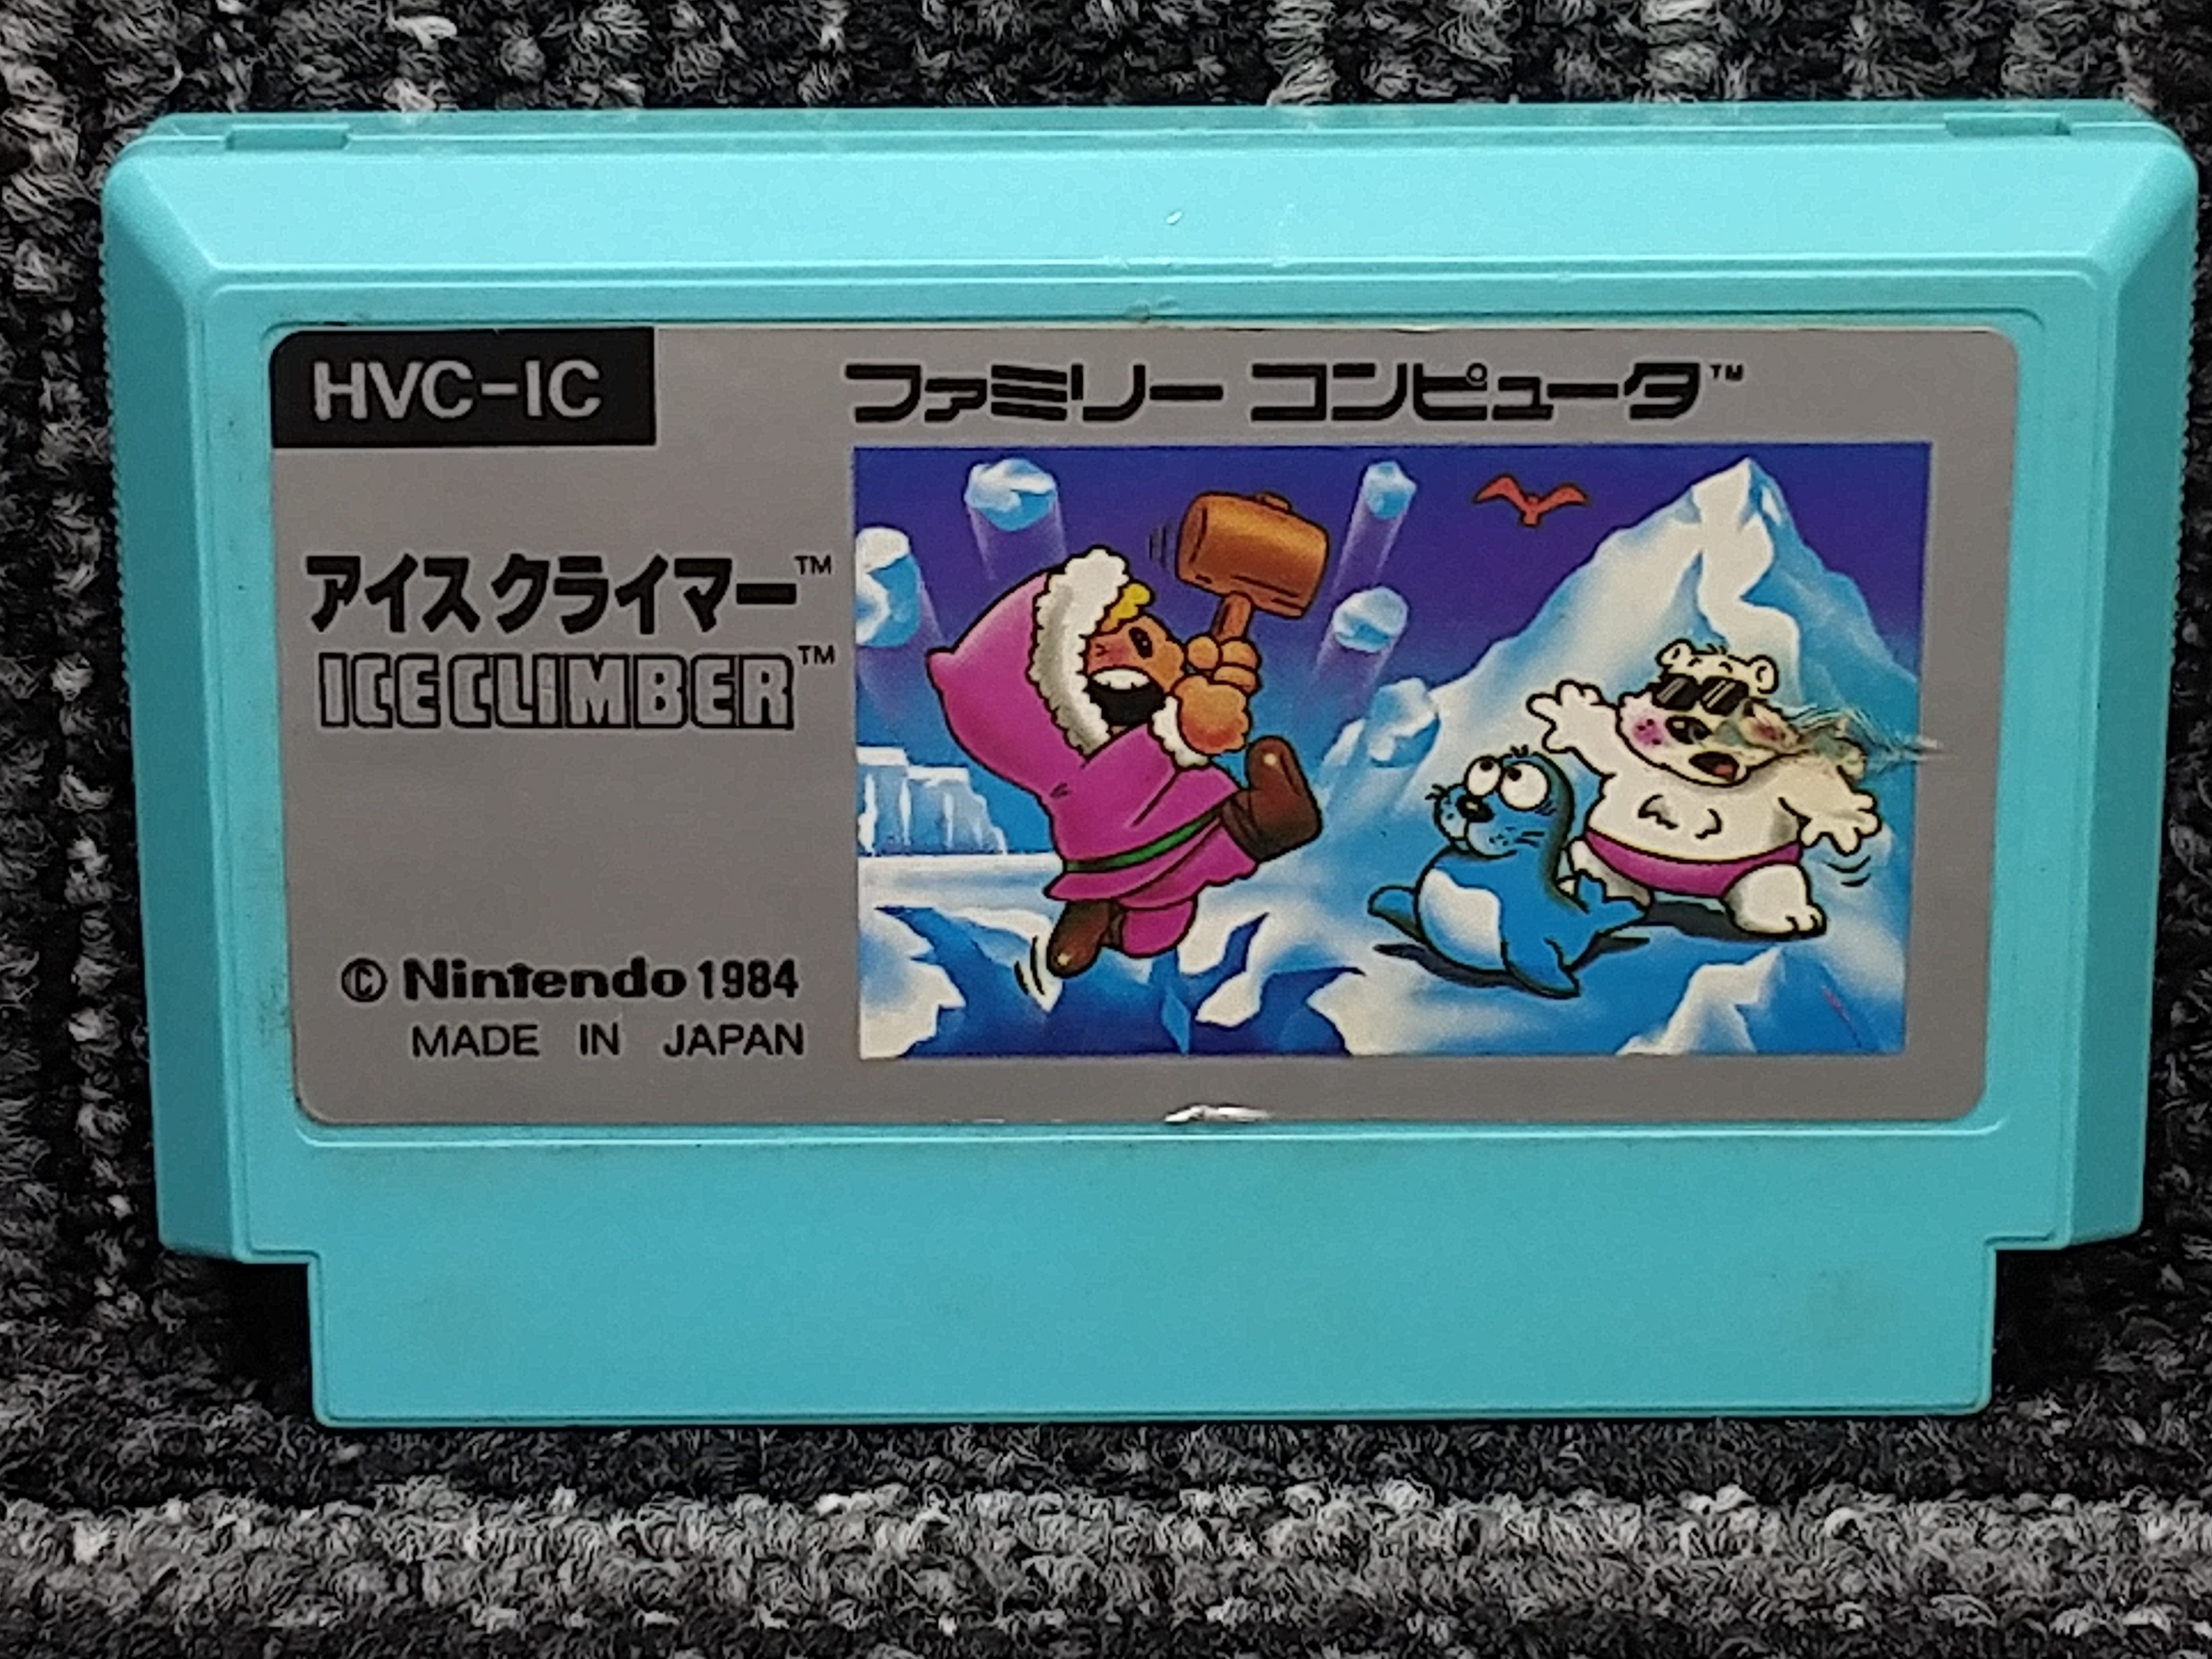 HVC-IC
ファミリー コンピュータ™
アイスクライマー™
ICE CLIMBER™
© Nintendo 1984
MADE IN JAPAN